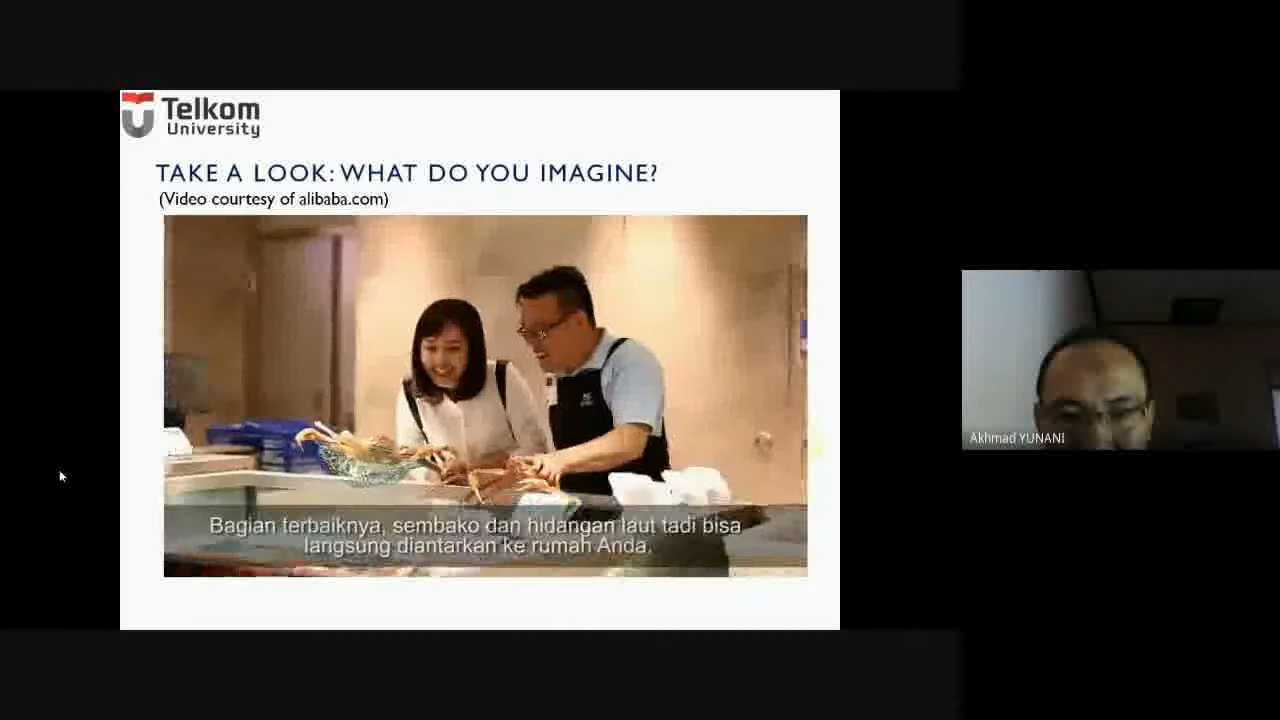 Telkom
University
TAKE A LOOK: WHAT DO YOU IMAGINE?
(Video courtesy of alibaba.com)
Bagian terbaiknya, sembako dan hidangan laut tadi bisa
langsung diantarkan ke rumah Anda.
Akhmad YUNANI